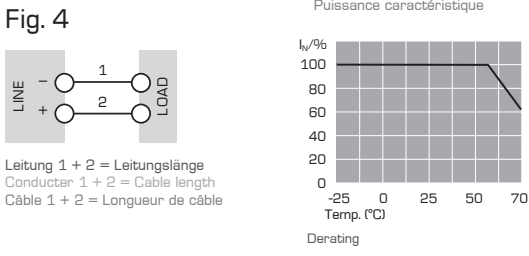 Fig. 4
LINE
–
+
1
2
LOAD
Leitung 1 + 2 = Leitungslänge
Conducter 1 + 2 = Cable length
Câble 1 + 2 = Longueur de câble
Puissance caractéristique
IN/%
100
80
60
40
20
0
-25 0 25 50 70
Temp. (°C)
Derating